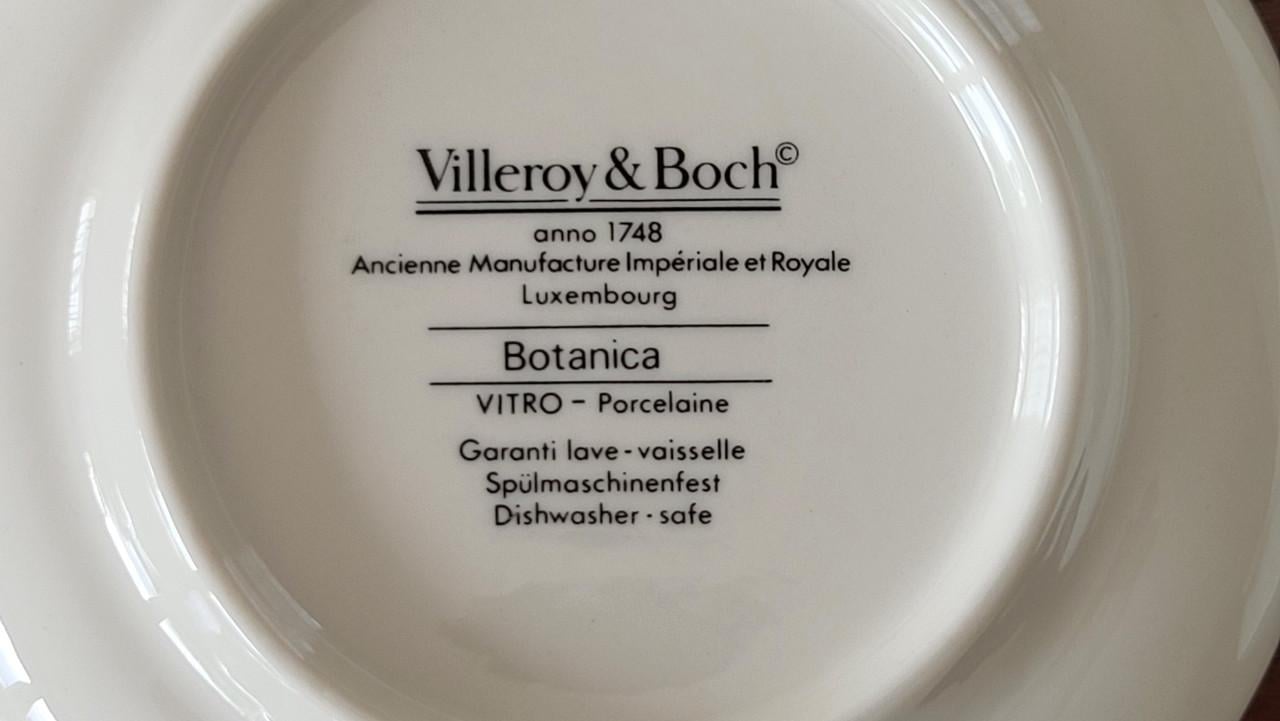 Villeroy & Boch©
anno 1748
Ancienne Manufacture Impériale et Royale
Luxembourg
Botanica
VITRO - Porcelaine
Garanti lave-vaisselle
Spülmaschinenfest
Dishwasher-safe